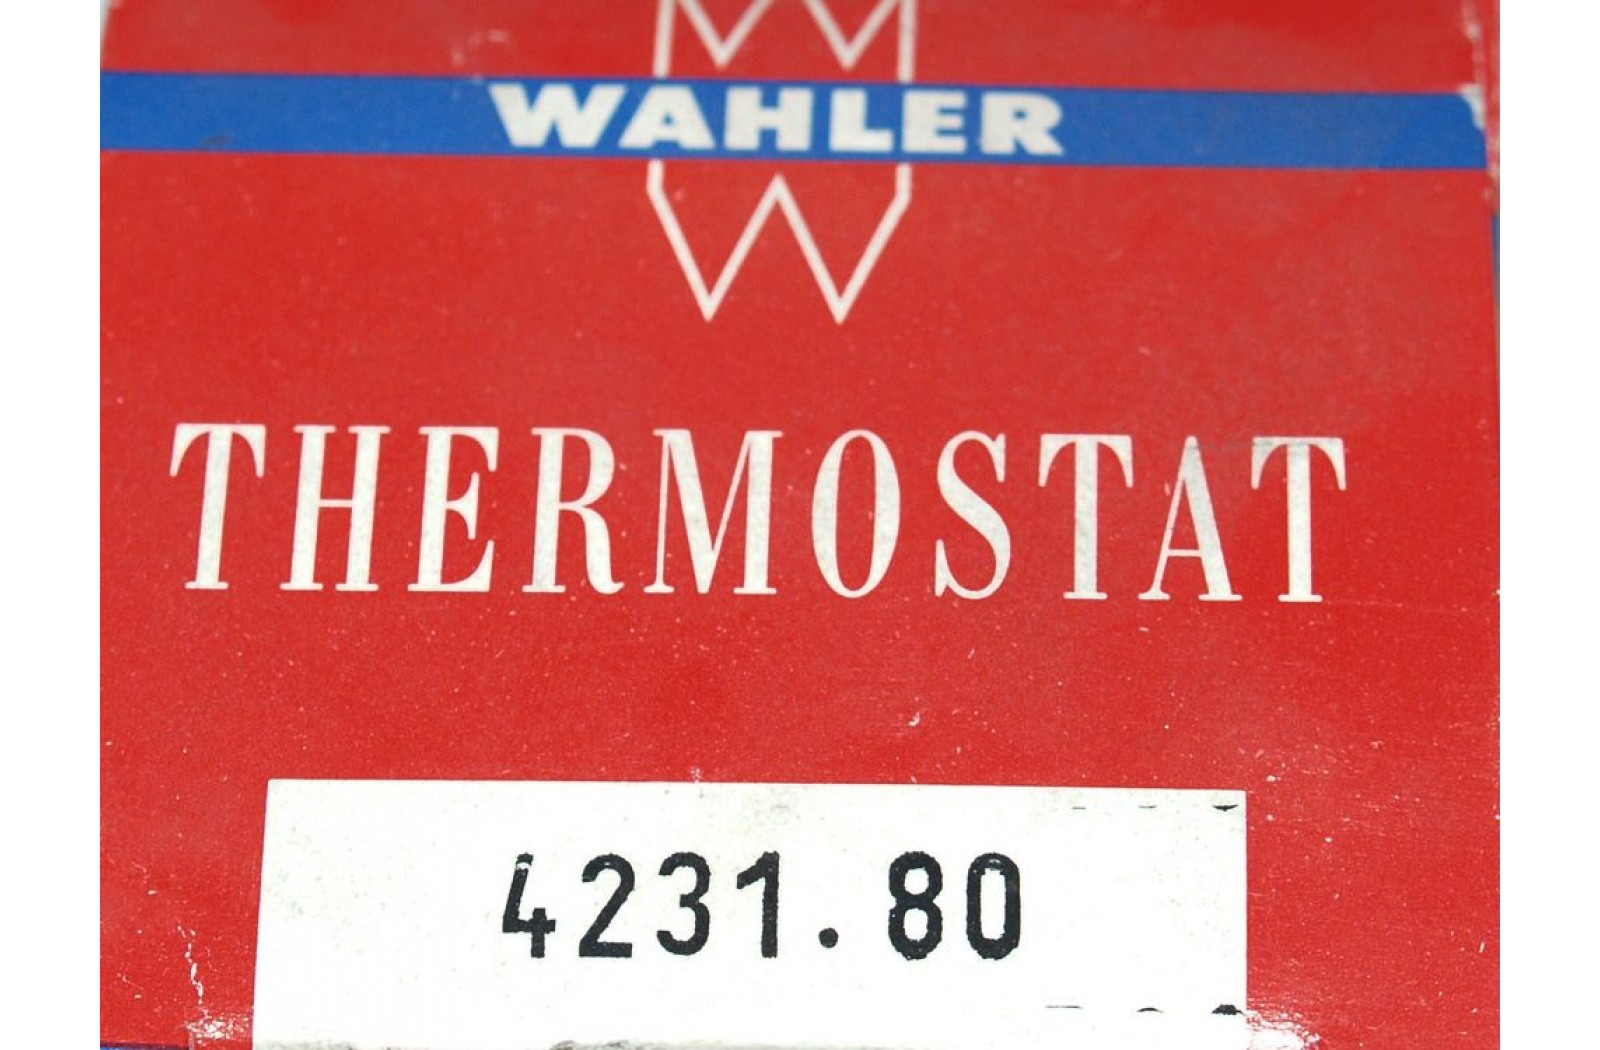 WAHLER
THERMOSTAT
4231.80